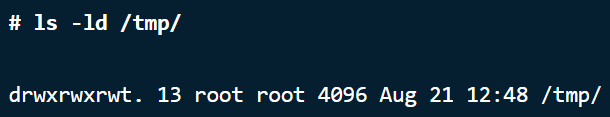 # ls -ld /tmp/
drwxrwxrwt. 13 root root 4096 Aug 21 12:48 /tmp/